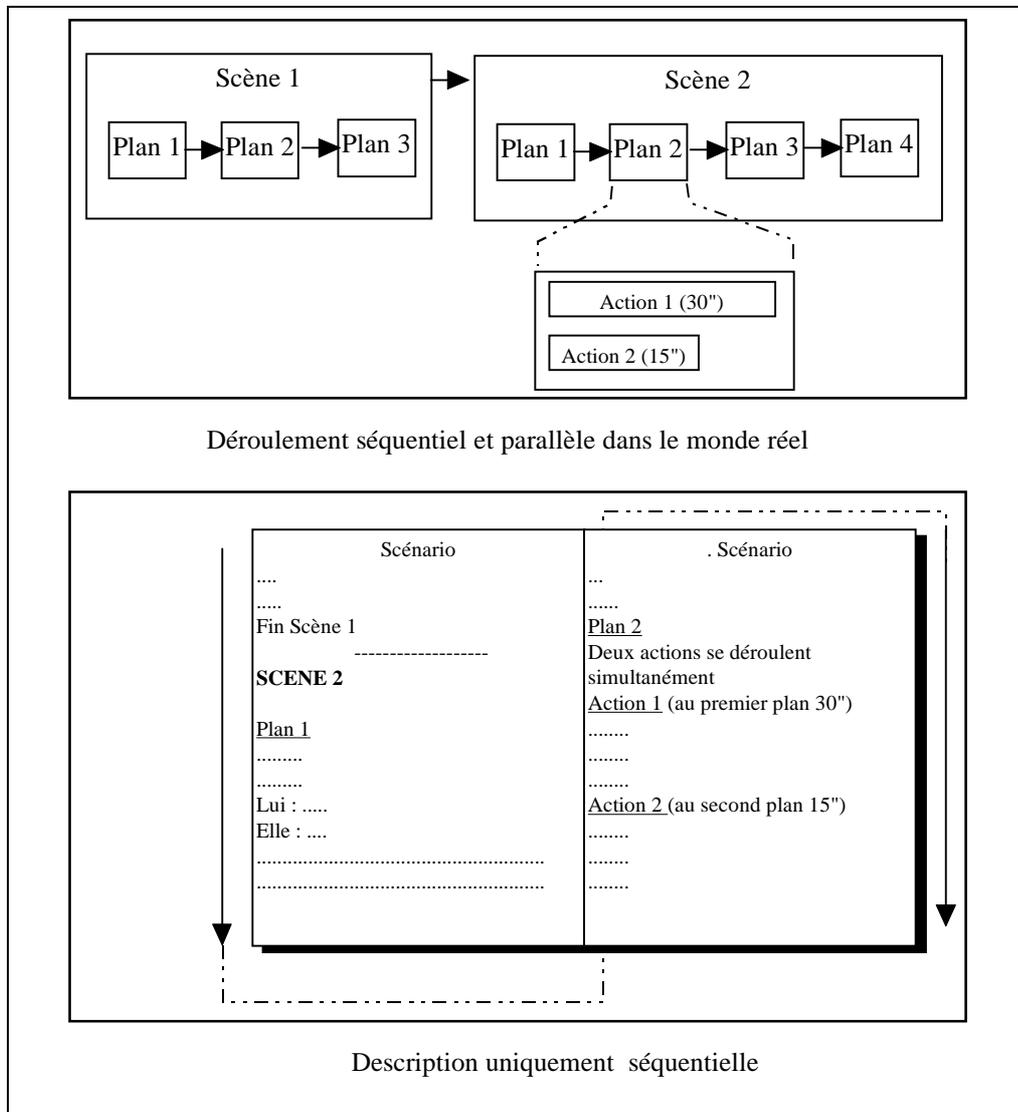 Scène 1
Plan 1
Plan 2
Plan 3
Scène 2
Plan 1
Plan 2
Plan 3
Plan 4
Action 1 (30")
Action 2 (15")
Déroulement séquentiel et parallèle dans le monde réel
Scénario
....
.....
Fin Scène 1
-------------------
SCENE 2
Plan 1
.........
.........
Lui : .....
Elle : ....
........................................................
........................................................
. Scénario
...
......
Plan 2
Deux actions se déroulent
simultanément
Action 1 (au premier plan 30")
........
........
........
Action 2 (au second plan 15")
........
........
........
Description uniquement séquentielle